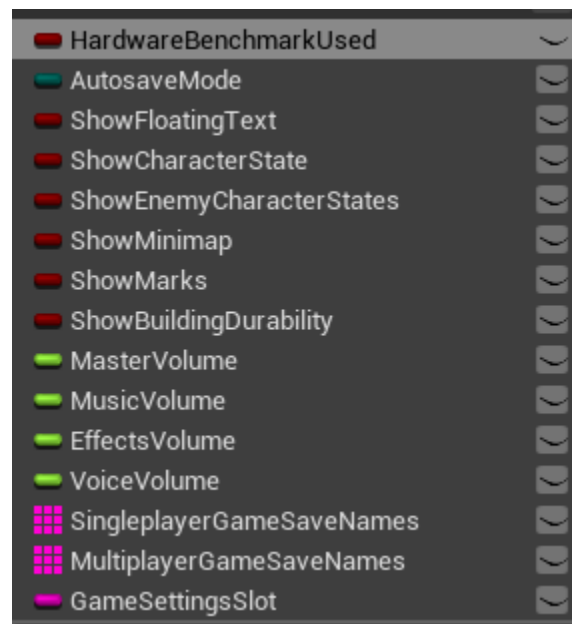 HardwareBenchmarkUsed
AutosaveMode
ShowFloatingText
ShowCharacterState
ShowEnemyCharacterStates
ShowMinimap
ShowMarks
ShowBuildingDurability
MasterVolume
MusicVolume
EffectsVolume
VoiceVolume
SingleplayerGameSaveNames
MultiplayerGameSaveNames
GameSettingsSlot